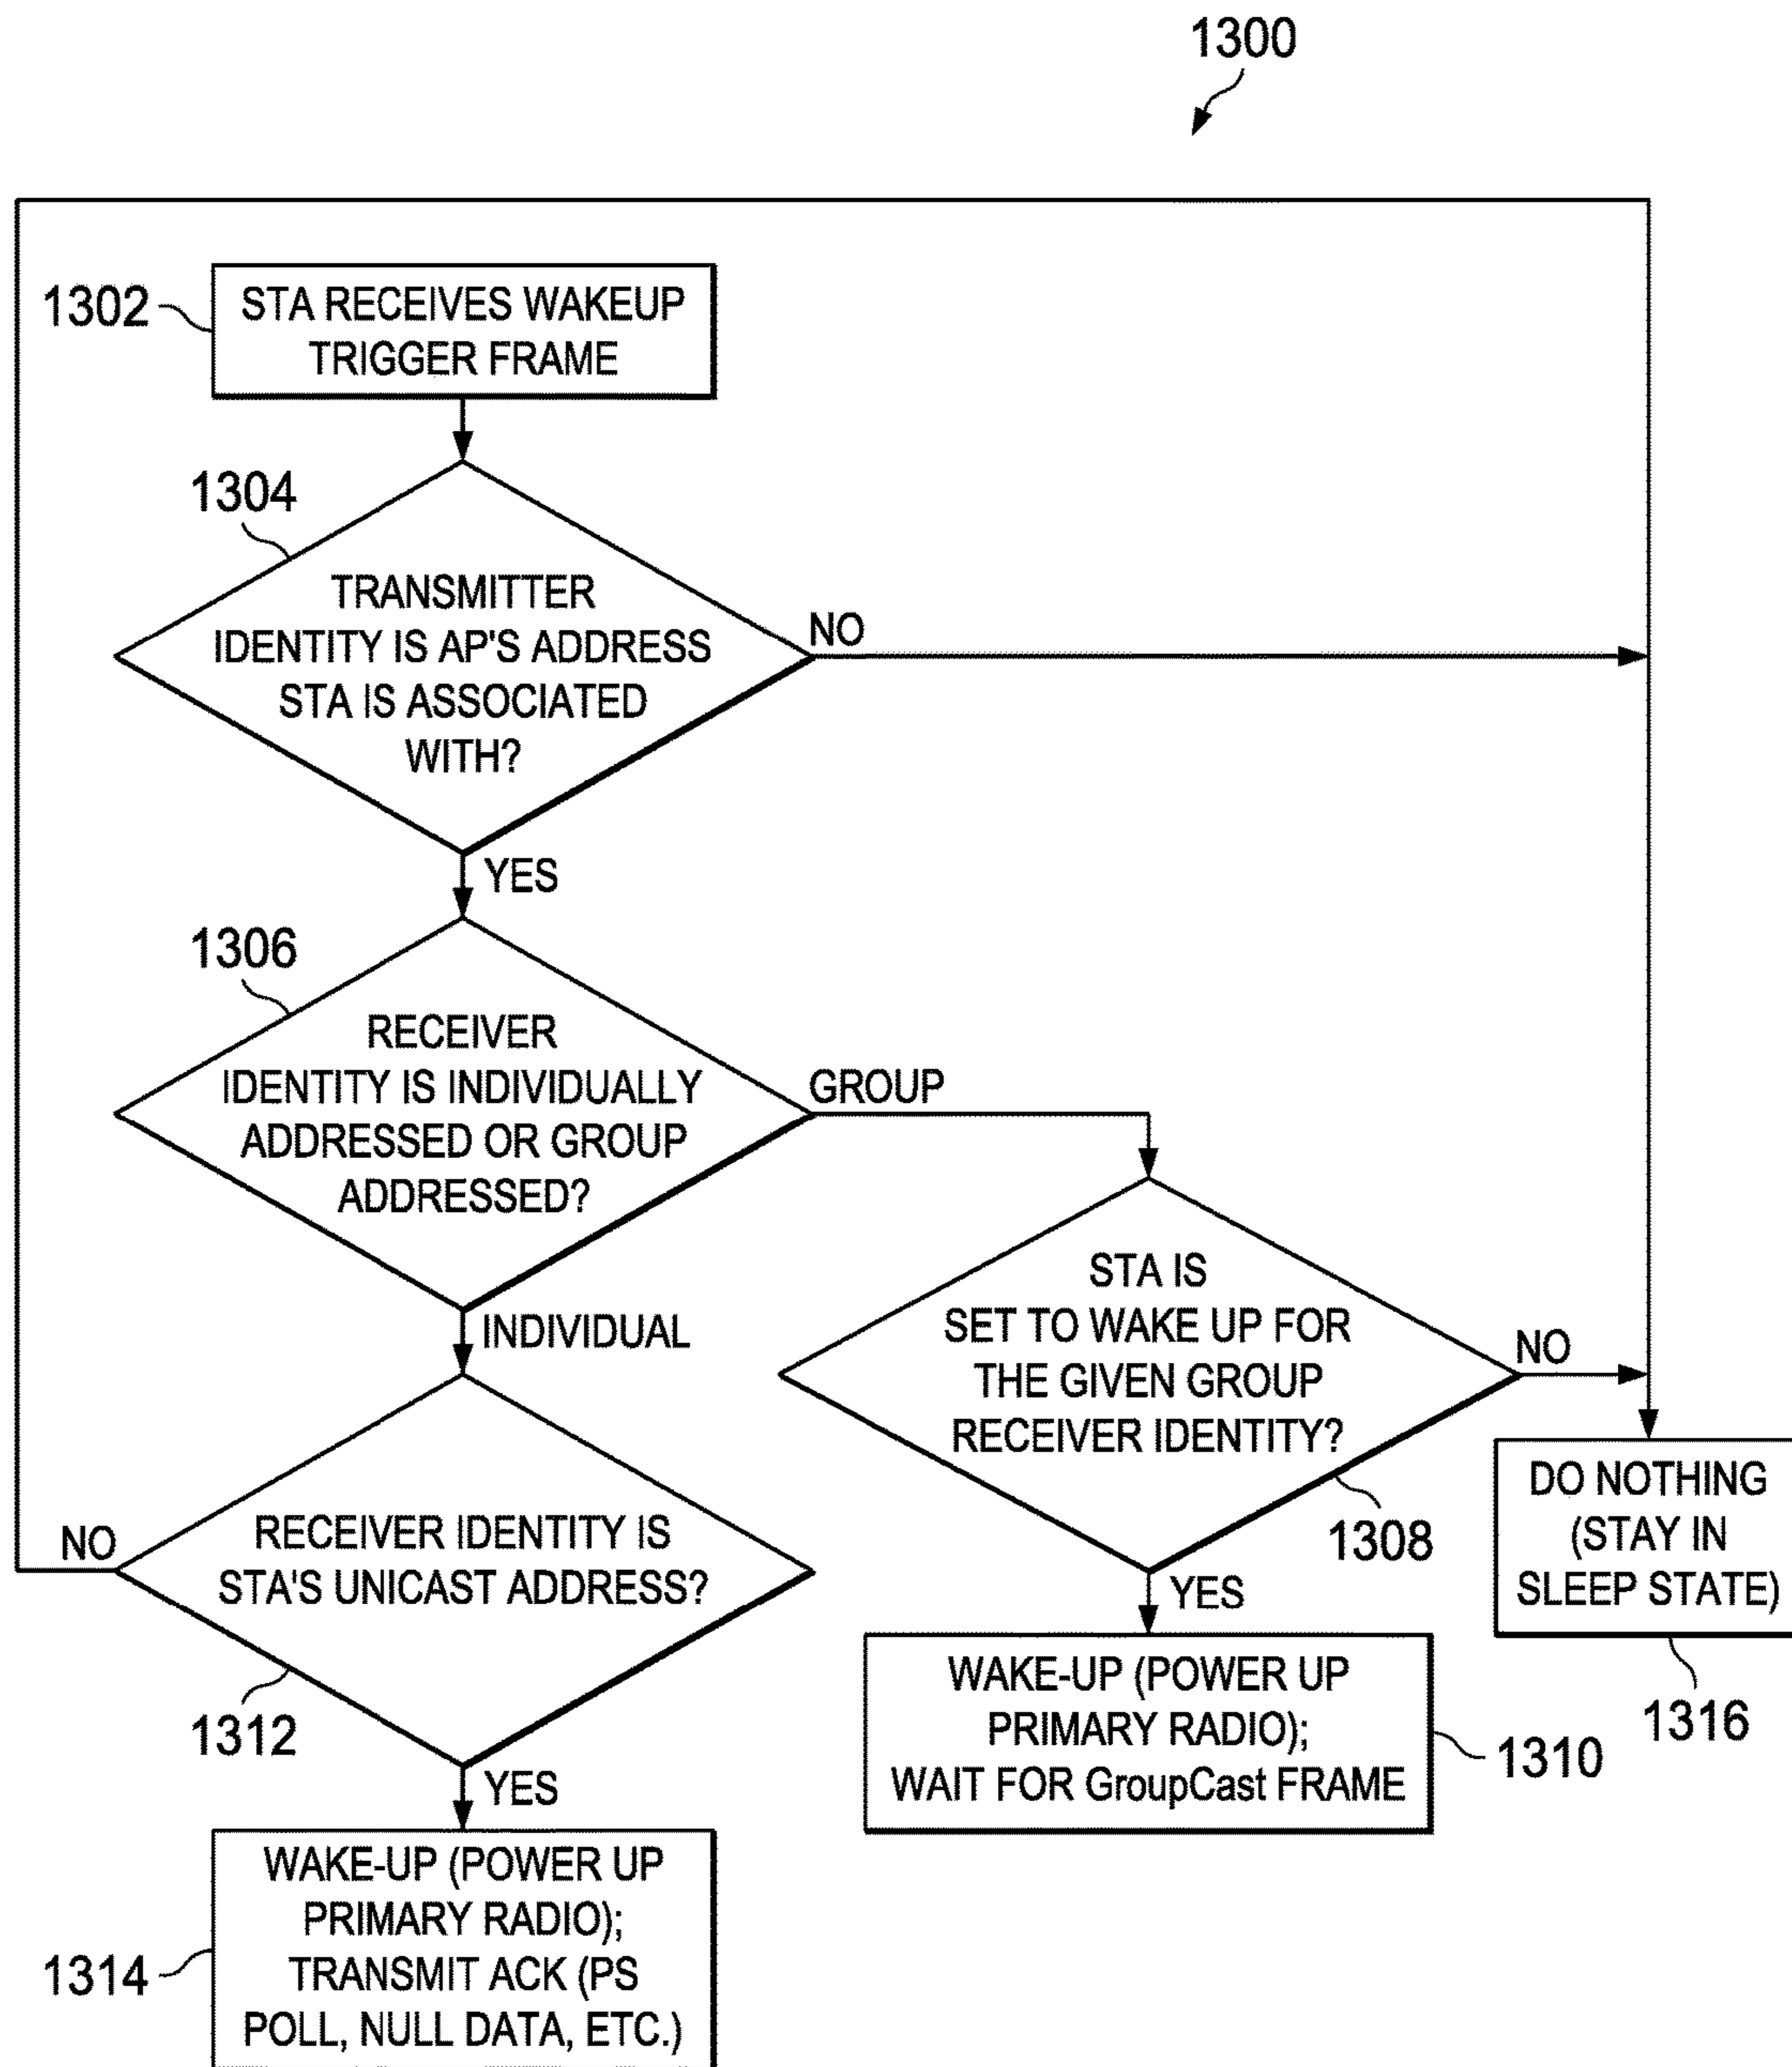 1300
1302
STA RECEIVES WAKEUP
TRIGGER FRAME
1304
TRANSMITTER
IDENTITY IS AP'S ADDRESS
STA IS ASSOCIATED
WITH?
NO
YES
1306
RECEIVER
IDENTITY IS INDIVIDUALLY
ADDRESSED OR GROUP
ADDRESSED?
GROUP
INDIVIDUAL
STA IS
SET TO WAKE UP FOR
THE GIVEN GROUP
RECEIVER IDENTITY?
NO
1308
YES
DO NOTHING
(STAY IN
SLEEP STATE)
1316
NO
RECEIVER IDENTITY IS
STA'S UNICAST ADDRESS?
1312
YES
WAKE-UP (POWER UP
PRIMARY RADIO);
WAIT FOR GroupCast FRAME
1310
WAKE-UP (POWER UP
PRIMARY RADIO);
TRANSMIT ACK (PS
POLL, NULL DATA, ETC.)
1314